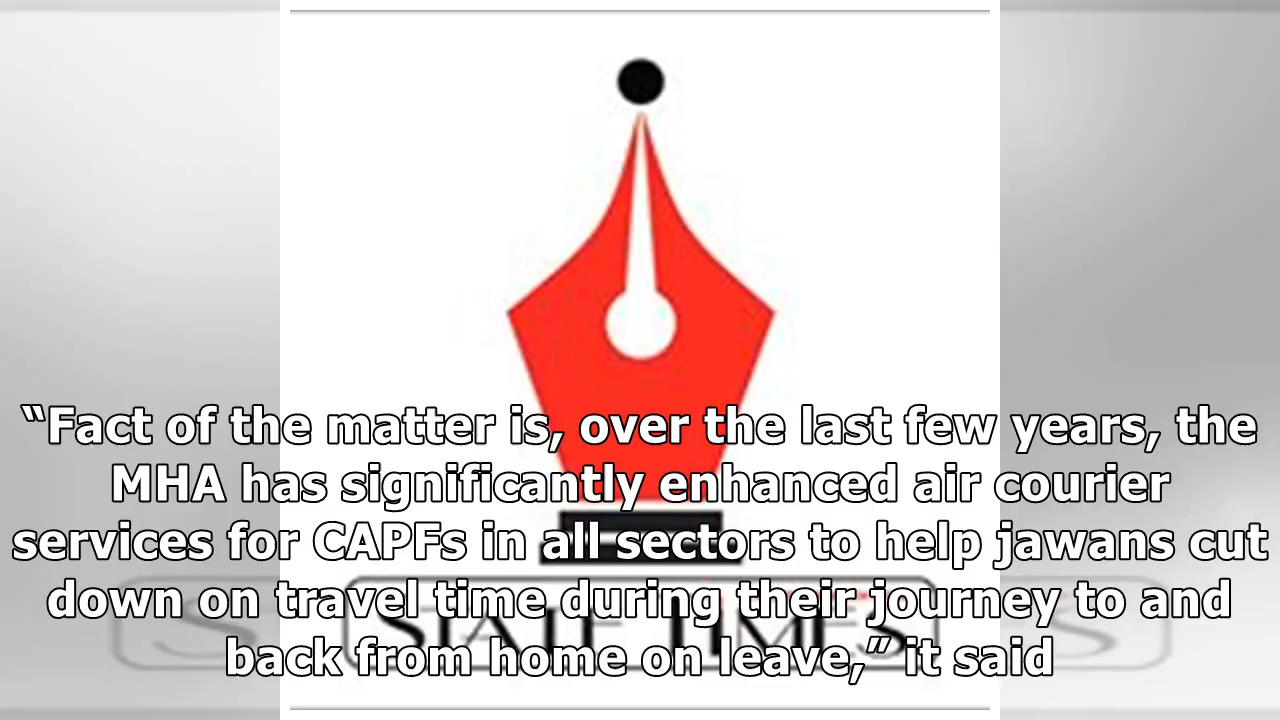 “Fact of the matter is, over the last few years, the
MHA has significantly enhanced air courier
services for CAPFs in all sectors to help jawans cut
down on travel time during their journey to and
back from home on leave,” it said
STATE TIMES